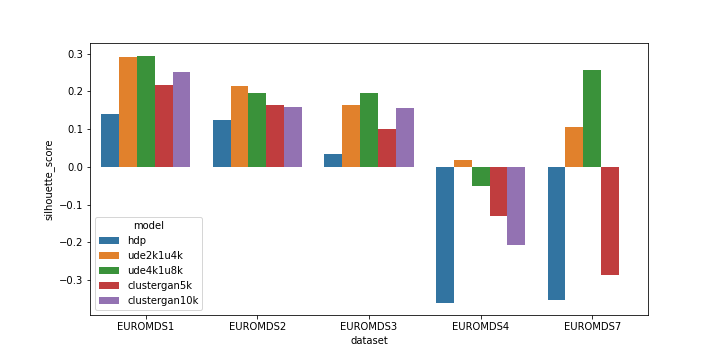 0.3
0.2
0.1
0.0
−0.1
−0.2
−0.3
silhouette_score
model
hdp
ude2k1u4k
ude4k1u8k
clustergan5k
clustergan10k
EUROMDS1 EUROMDS2 EUROMDS3 EUROMDS4 EUROMDS7
dataset